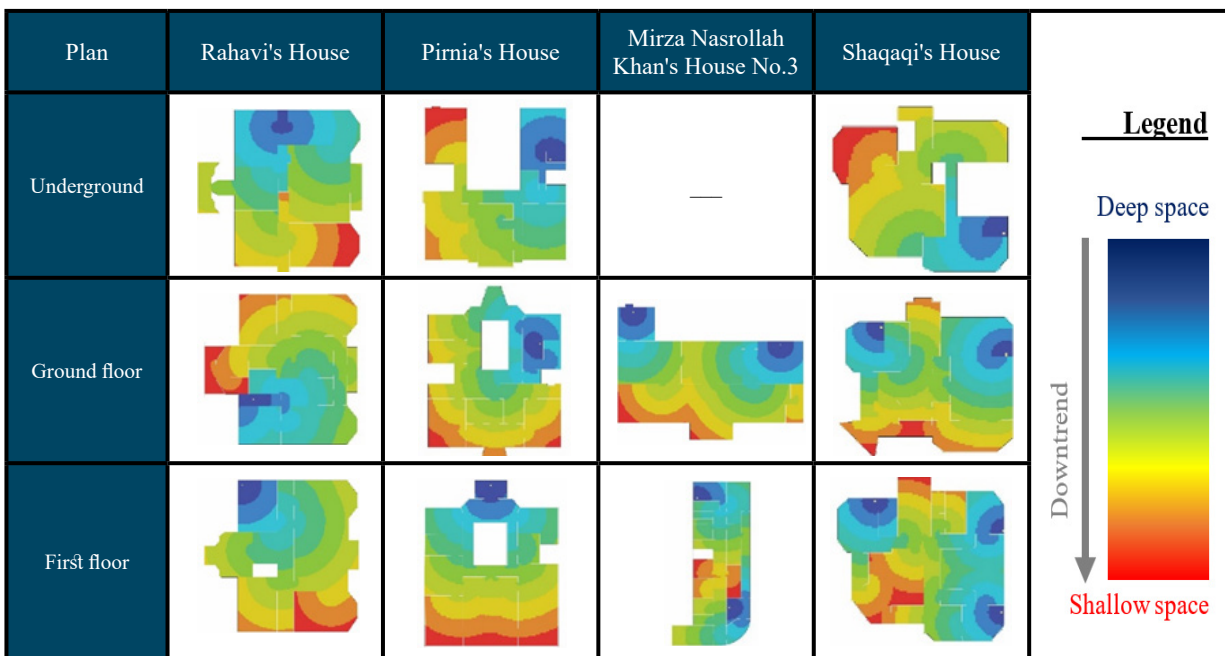 Plan
Rahavi's House
Pirnia's House
Mirza Nasrollah
Khan's House No.3
Shaqaqi's House
Underground
—
Ground floor
First floor
Legend
Deep space
Downtrend
Shallow space